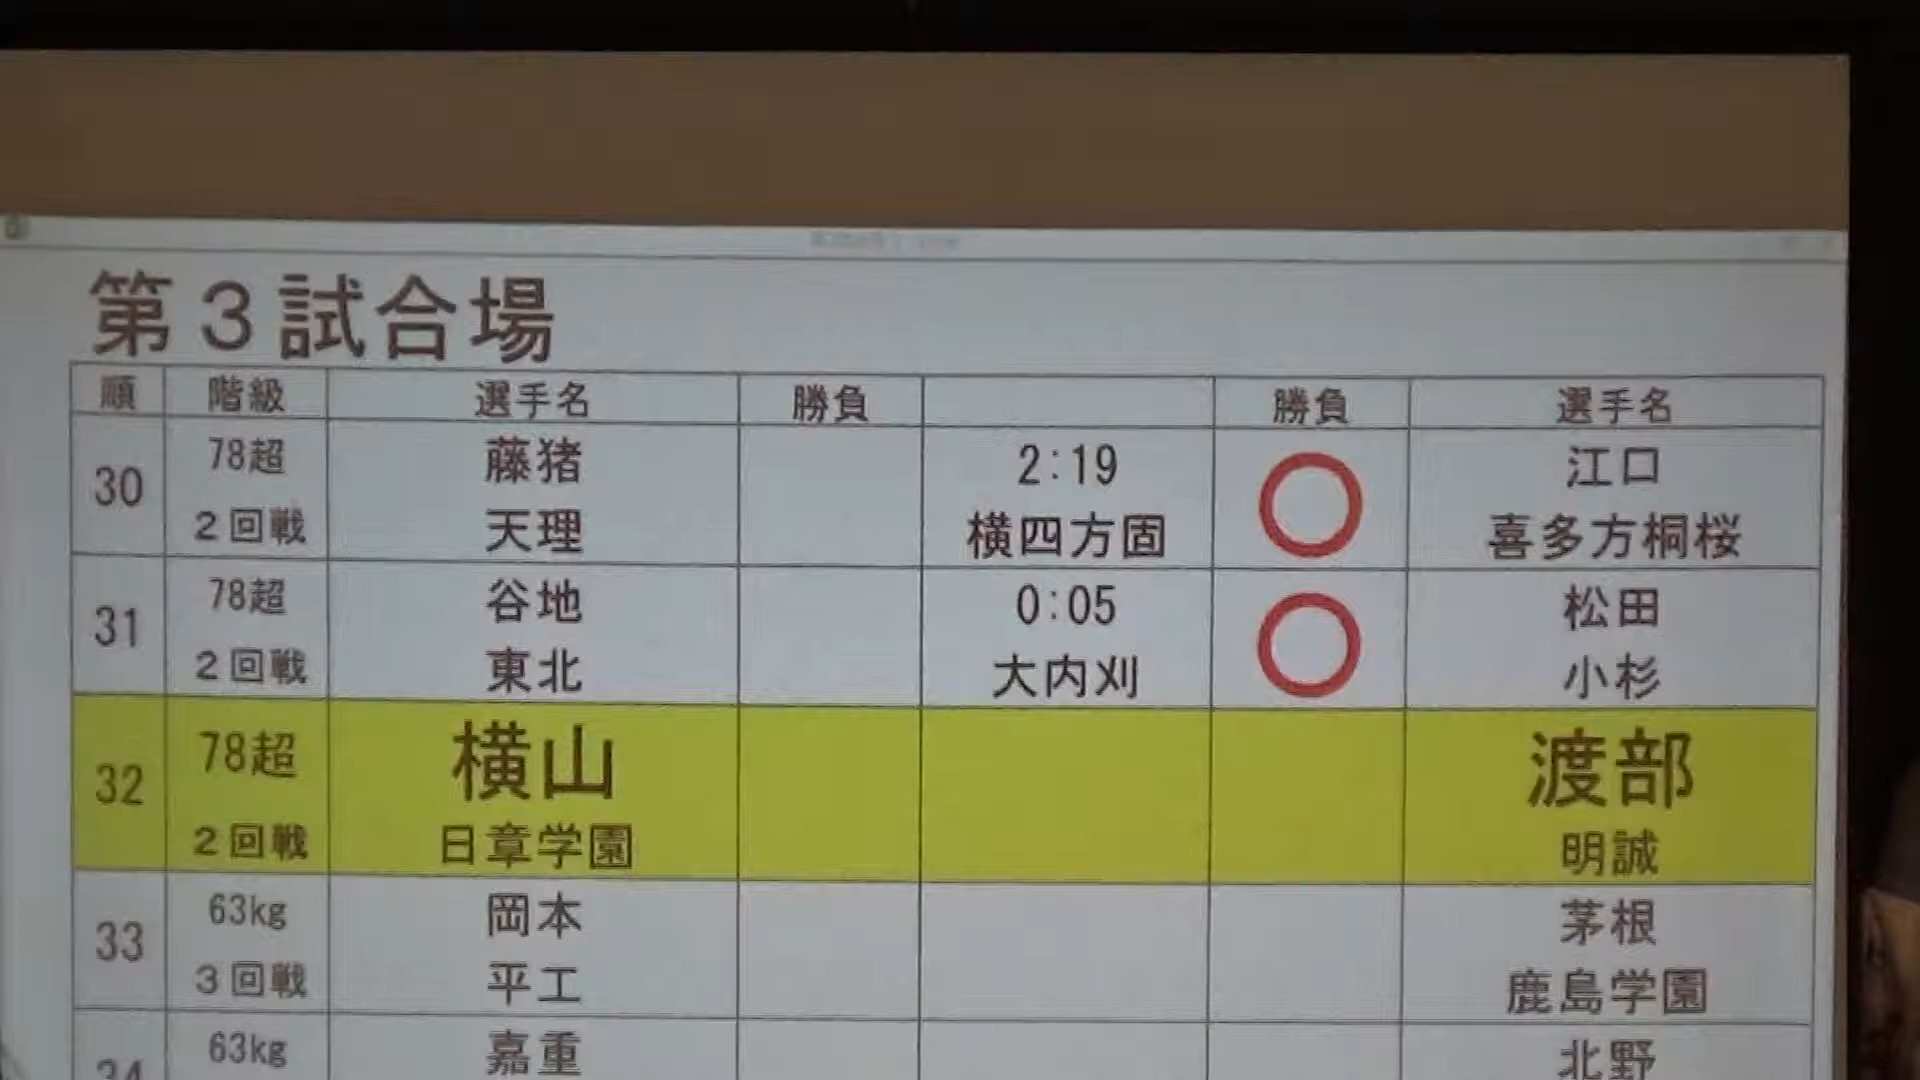 第３試合場
順 階級 選手名 勝負 勝負 選手名
30 78超 藤猪 2:19 江口
２回戦 天理 横四方固 喜多方桐桜
31 78超 谷地 0:05 松田
２回戦 東北 大内刈 小杉
32 78超 横山 渡部
２回戦 日章学園 明誠
33 63kg 岡本 茅根
３回戦 平工 鹿島学園
34 63kg 嘉重 北野